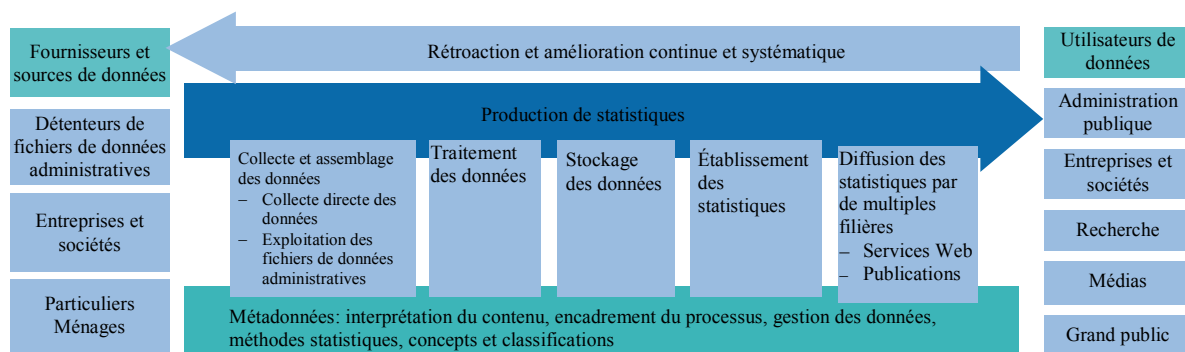 Fournisseurs et
sources de données
Détenteurs de
fichiers de données
administratives
Entreprises et
sociétés
Particuliers
Ménages
Rétroaction et amélioration continue et systématique
Production de statistiques
Collecte et assemblage
des données
– Collecte directe des
données
– Exploitation des
fichiers de données
administratives
Traitement
des données
Stockage
des données
Établissement
des
statistiques
Diffusion des
statistiques par
de multiples
filières
– Services Web
– Publications
Métadonnées: interprétation du contenu, encadrement du processus, gestion des données,
méthodes statistiques, concepts et classifications
Utilisateurs de
données
Administration
publique
Entreprises et
sociétés
Recherche
Médias
Grand public